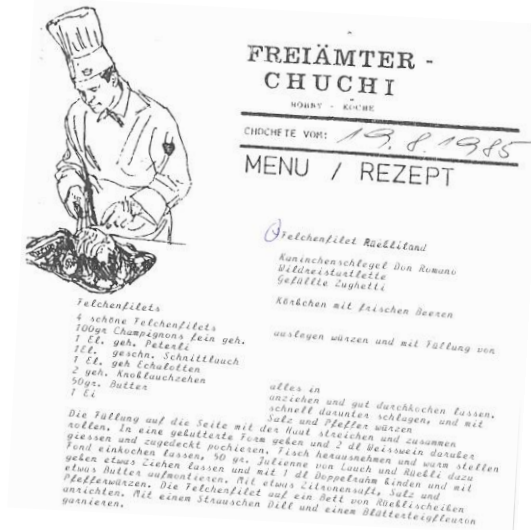 FREIÄMTER -
CHUCHI
HOBBY - KÖCHE
CHOCHETE VOM: 19.8.1985
MENU / REZEPT
Felchenfilet Rüebliland
Kaninchenschlegel Don Romano
Wildreistartlette
Gefüllte Zughetti
Körbchen mit frischen Beeren
Felchenfilets
4 schöne Felchenfilets
100gr Champignons fein geh.
1 El. geh. Peterli
1El. geschn. Schnittlauch
1 El. geh Echalotten
2 geh. Knoblauchzehen
50gr. Butter
1 Ei
auslegen würzen und mit Füllung von
alles in
anziehen und gut durchkochen lassen.
schnell darunter schlagen, und mit
Salz und Pfeffer würzen
Die Füllung auf die Seite mit der Haut streichen und zusammen
rollen. In eine gebutterte Form geben und 2 dl Weisswein darüber
giessen und zugedeckt pochieren. Fisch herausnehmen und warm stellen
Fond einkochen lassen, 50 gr. Julienne von Lauch und Rüebli dazu
geben etwas Ziehen lassen und mit 1 dl Doppelrahm binden und mit
etwas Butter aufmontieren. Mit etwas Zitronensaft, Salz und
Pfefferwürzen. Die Felchenfilet auf ein Bett von Rüeblischeiben
anrichten. Mit einem Sträuschen Dill und einem Blätterteigfleuron
garnieren.